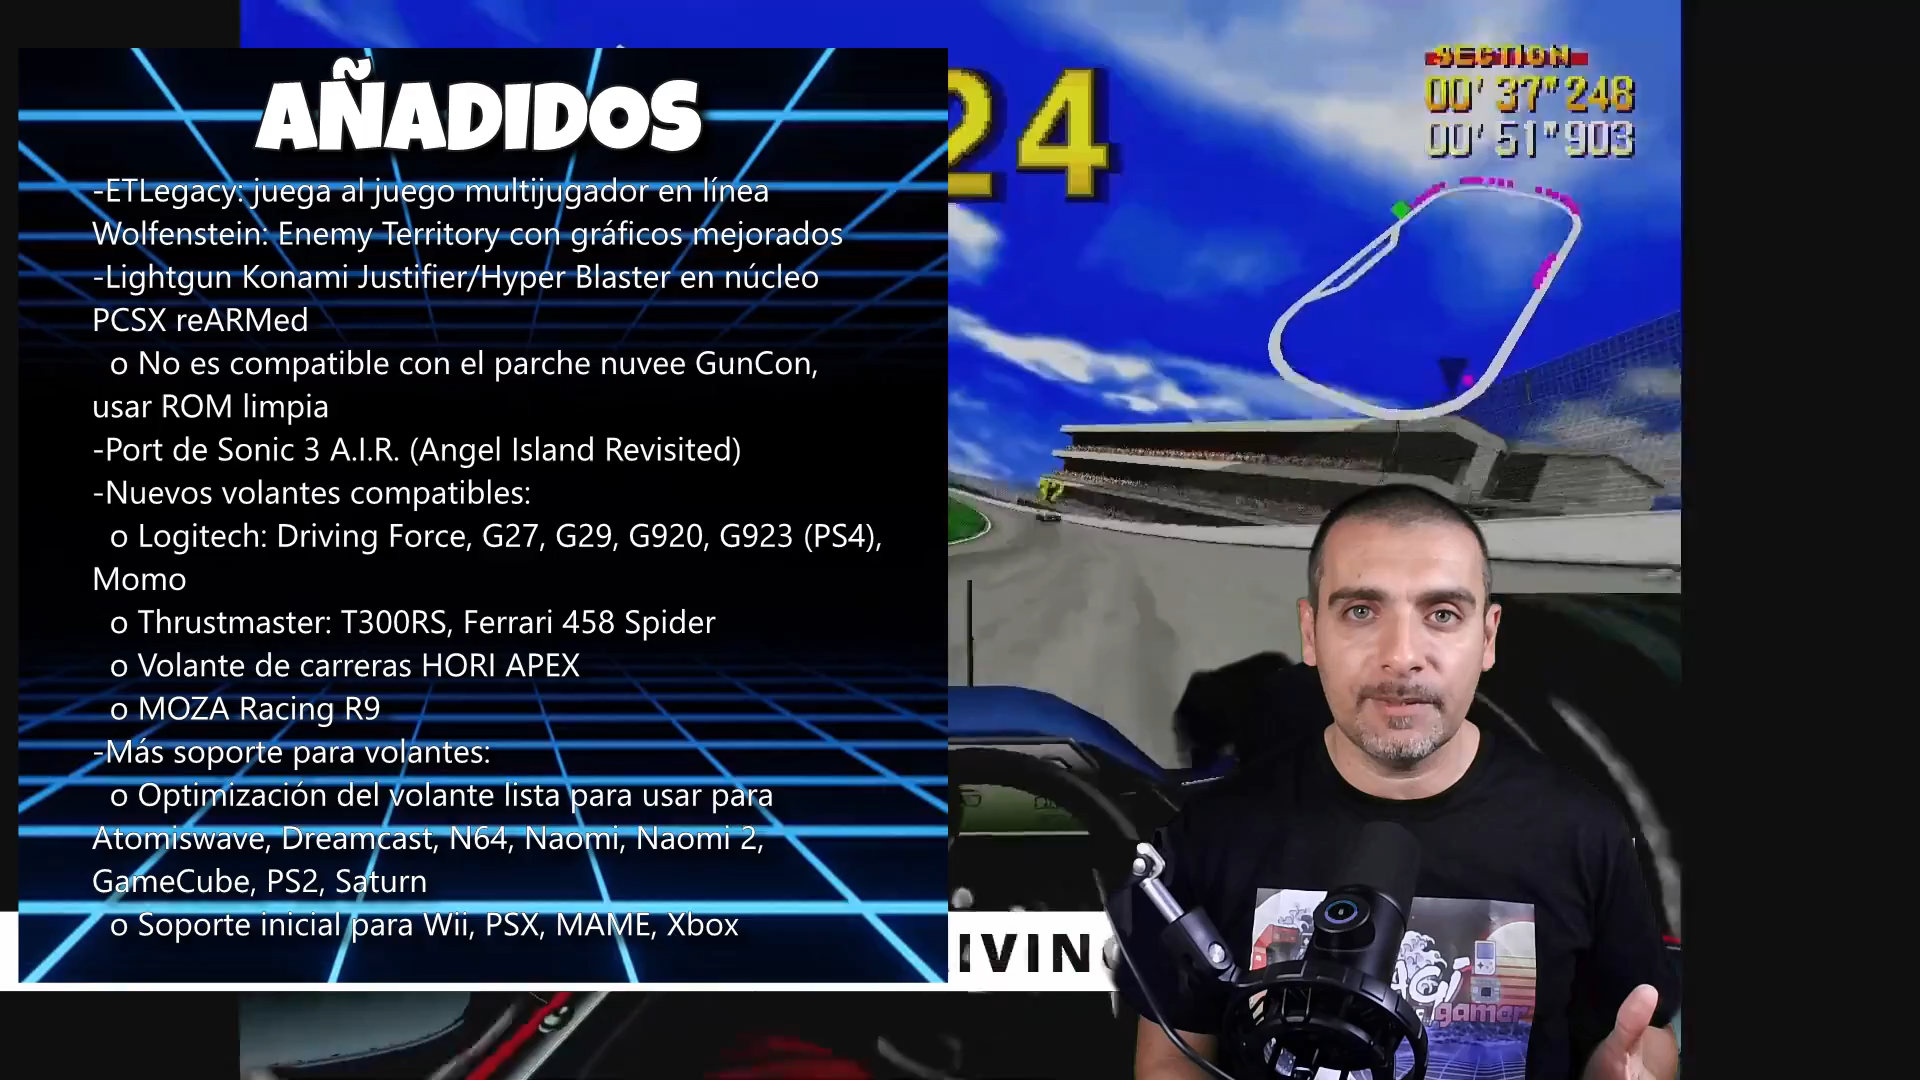 AÑADIDOS
-ETLegacy: juega al juego multijugador en línea
Wolfenstein: Enemy Territory con gráficos mejorados
-Lightgun Konami Justifier/Hyper Blaster en núcleo
PCSX reARMed
o No es compatible con el parche nuvee GunCon,
usar ROM limpia
-Port de Sonic 3 A.I.R. (Angel Island Revisited)
-Nuevos volantes compatibles:
o Logitech: Driving Force, G27, G29, G920, G923 (PS4),
Momo
o Thrustmaster: T300RS, Ferrari 458 Spider
o Volante de carreras HORI APEX
o MOZA Racing R9
-Más soporte para volantes:
o Optimización del volante lista para usar para
Atomiswave, Dreamcast, N64, Naomi, Naomi 2,
GameCube, PS2, Saturn
o Soporte inicial para Wii, PSX, MAME, Xbox
24
SECTION
00'37"248
00'51"903
IVIN
gamer